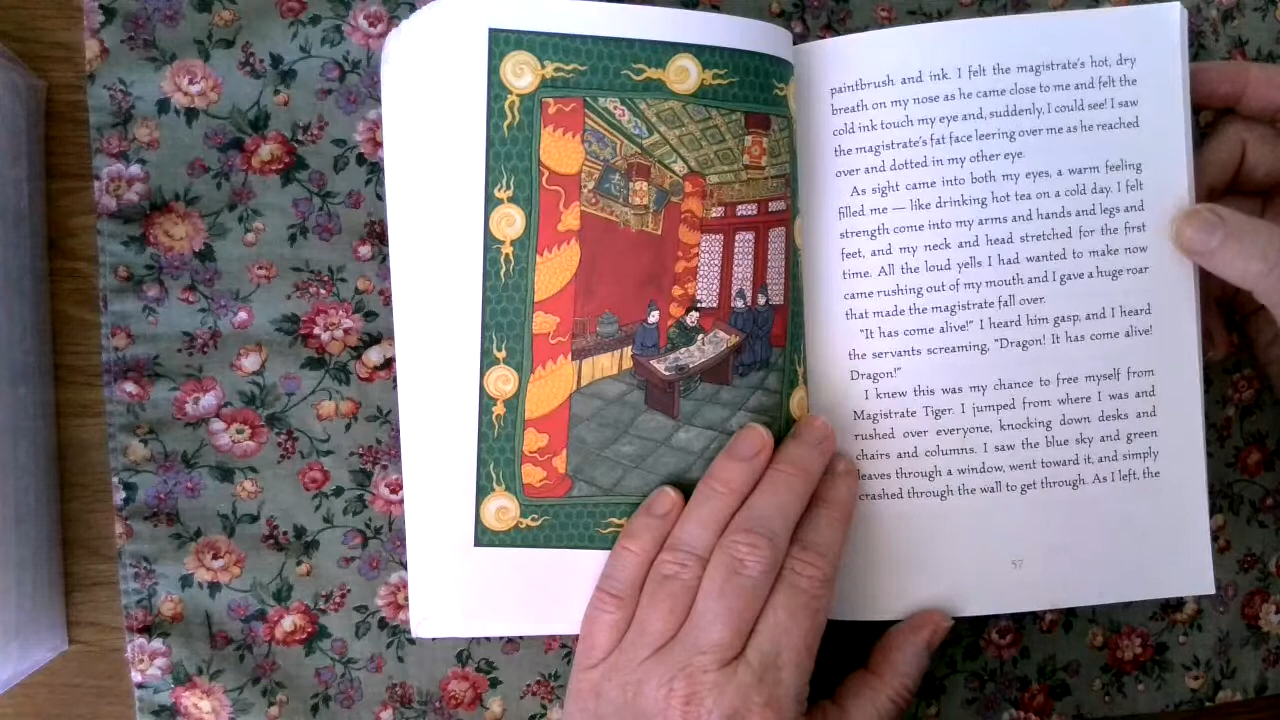 paintbrush and ink. I felt the magistrate's hot, dry
breath on my nose as he came close to me and felt the
cold ink touch my eye and, suddenly, I could see! I saw
the magistrate's fat face leering over me as he reached
over and dotted in my other eye.
As sight came into both my eyes, a warm feeling
filled me — like drinking hot tea on a cold day. I felt
strength come into my arms and hands and legs and
feet, and my neck and head stretched for the first
time. All the loud yells I had wanted to make now
came rushing out of my mouth and I gave a huge roar
that made the magistrate fall over.
"It has come alive!" I heard him gasp, and I heard
the servants screaming, "Dragon! It has come alive!
Dragon!"
I knew this was my chance to free myself from
Magistrate Tiger. I jumped from where I was and
rushed over everyone, knocking down desks and
chairs and columns. I saw the blue sky and green
leaves through a window, went toward it, and simply
crashed through the wall to get through. As I left, the
57